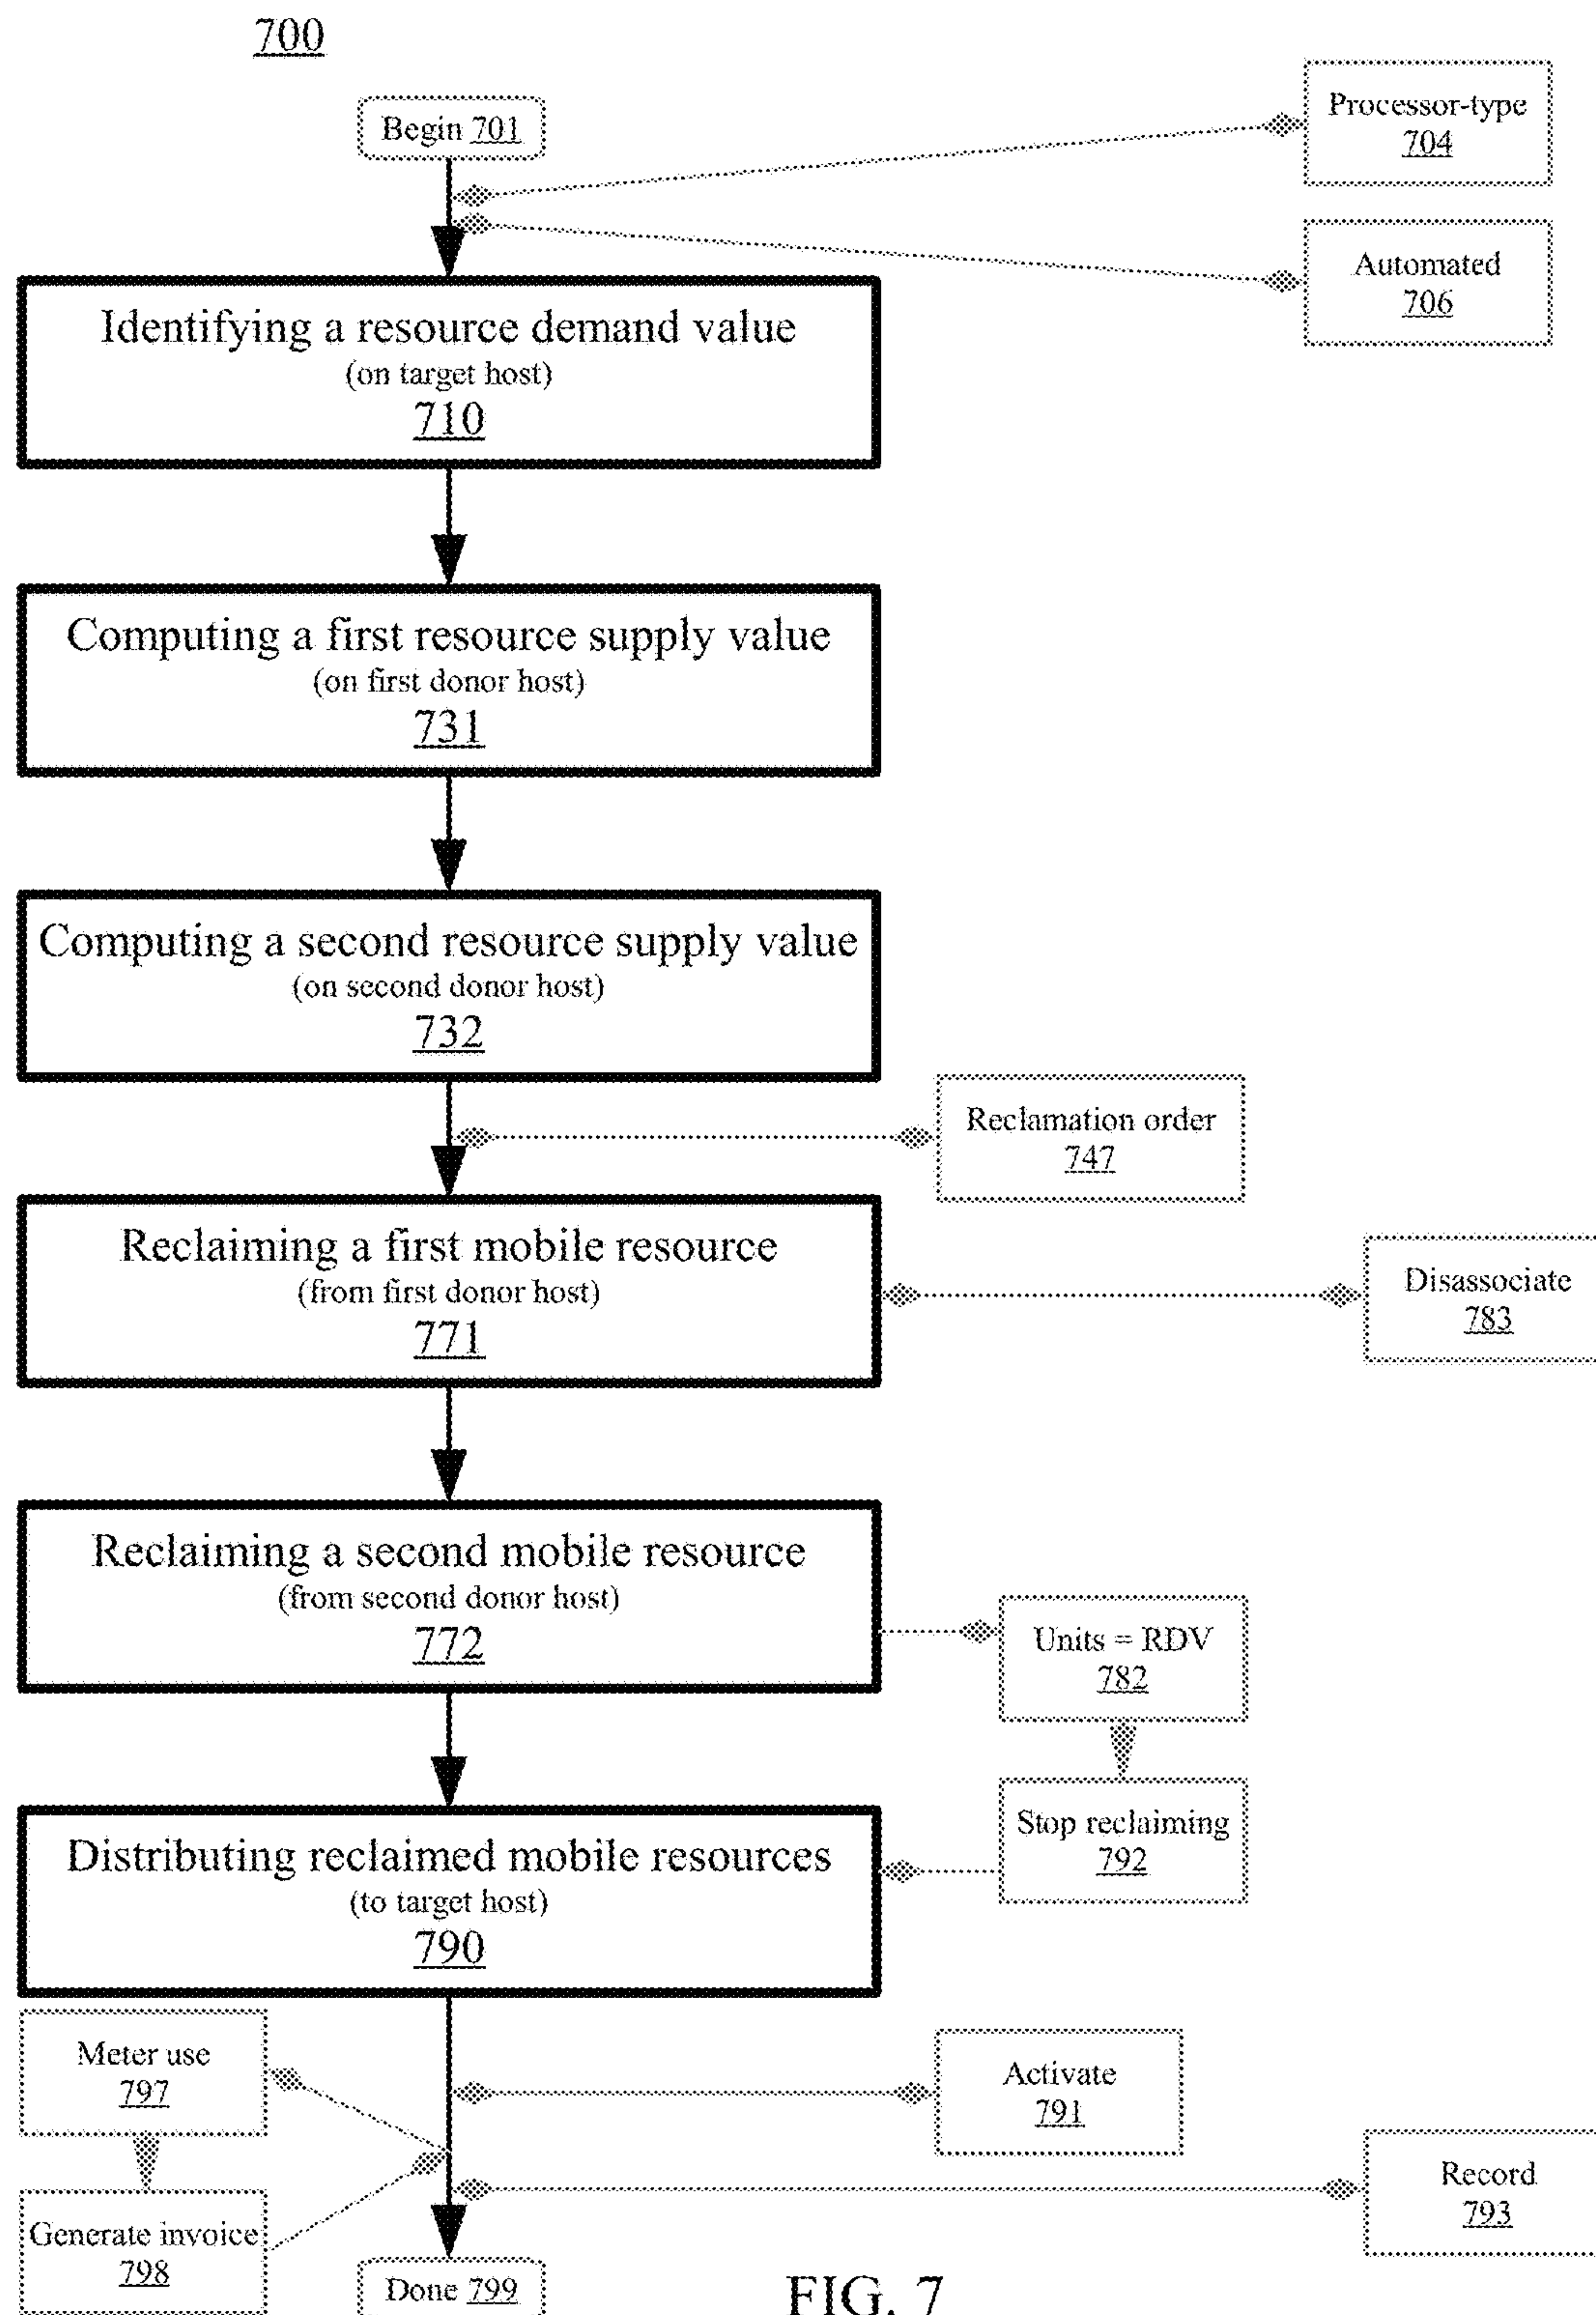 700
Begin 701
Processor-type
704
Automated
706
Identifying a resource demand value
(on target host)
710
Computing a first resource supply value
(on first donor host)
731
Computing a second resource supply value
(on second donor host)
732
Reclamation order
747
Reclaiming a first mobile resource
(from first donor host)
771
Disassociate
783
Reclaiming a second mobile resource
(from second donor host)
772
Units = RDV
782
Stop reclaiming
792
Distributing reclaimed mobile resources
(to target host)
790
Meter use
797
Activate
791
Record
793
Generate invoice
798
Done 799
FIG. 7